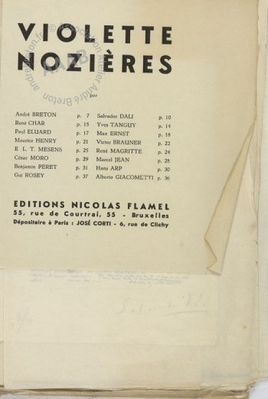 VIOLETTE
NOZIÈRES
par
André BRETON p. 7 Salvador DALI p. 10
René CHAR p. 15 Yves TANGUY p. 14
Paul ELUARD p. 17 Max ERNST p. 19
Maurice HENRY p. 21 Victor BRAUNER p. 22
E. L. T. MESENS p. 25 René MAGRITTE p. 24
César MORO p. 29 Marcel JEAN p. 28
Benjamin PERET p. 31 Hans ARP p. 30
Gui ROSEY p. 37 Alberto GIACOMETTI p. 36
EDITIONS NICOLAS FLAMEL
55, rue de Courtrai, 55 - Bruxelles
Dépositaire à Paris : JOSÉ CORTI - 6, rue de Clichy